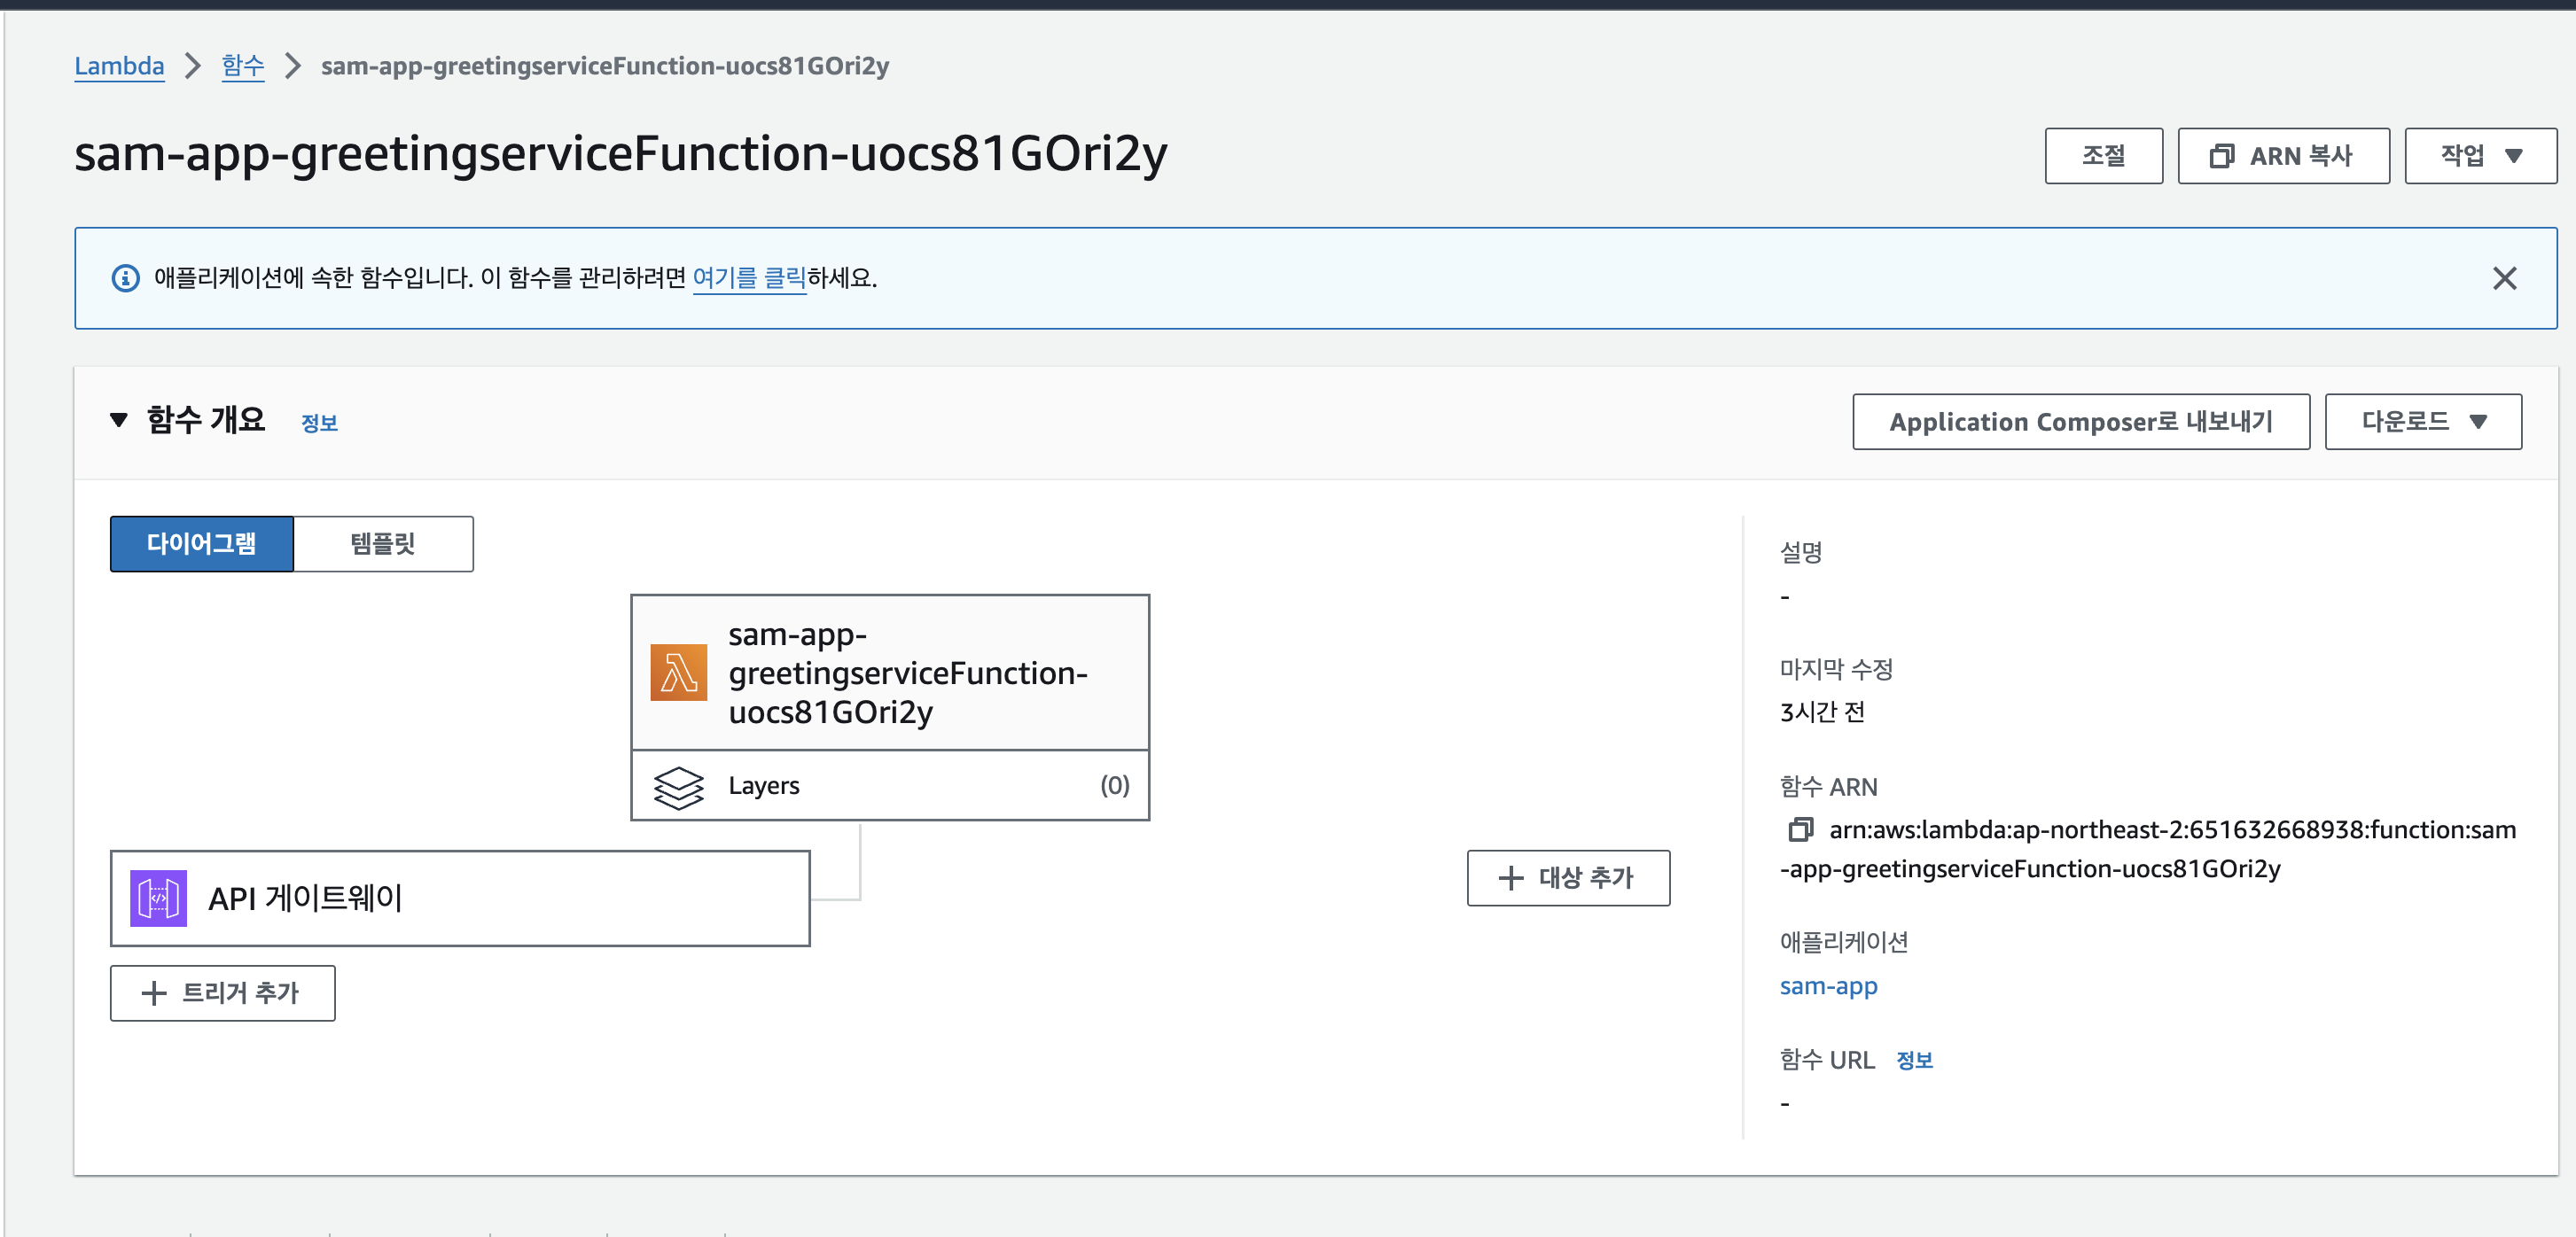 Lambda > 함수 > sam-app-greetingserviceFunction-uocs81GOri2y
sam-app-greetingserviceFunction-uocs81GOri2y
조절
ARN 복사
작업
애플리케이션에 속한 함수입니다. 이 함수를 관리하려면 여기를 클릭하세요.
함수 개요 정보
Application Composer로 내보내기
다운로드
다이어그램
템플릿
sam-app-
greetingserviceFunction-
uocs81GOri2y
Layers (0)
API 게이트웨이
+ 트리거 추가
+ 대상 추가
설명
-
마지막 수정
3시간 전
함수 ARN
arn:aws:lambda:ap-northeast-2:651632668938:function:sam
-app-greetingserviceFunction-uocs81GOri2y
애플리케이션
sam-app
함수 URL 정보
-